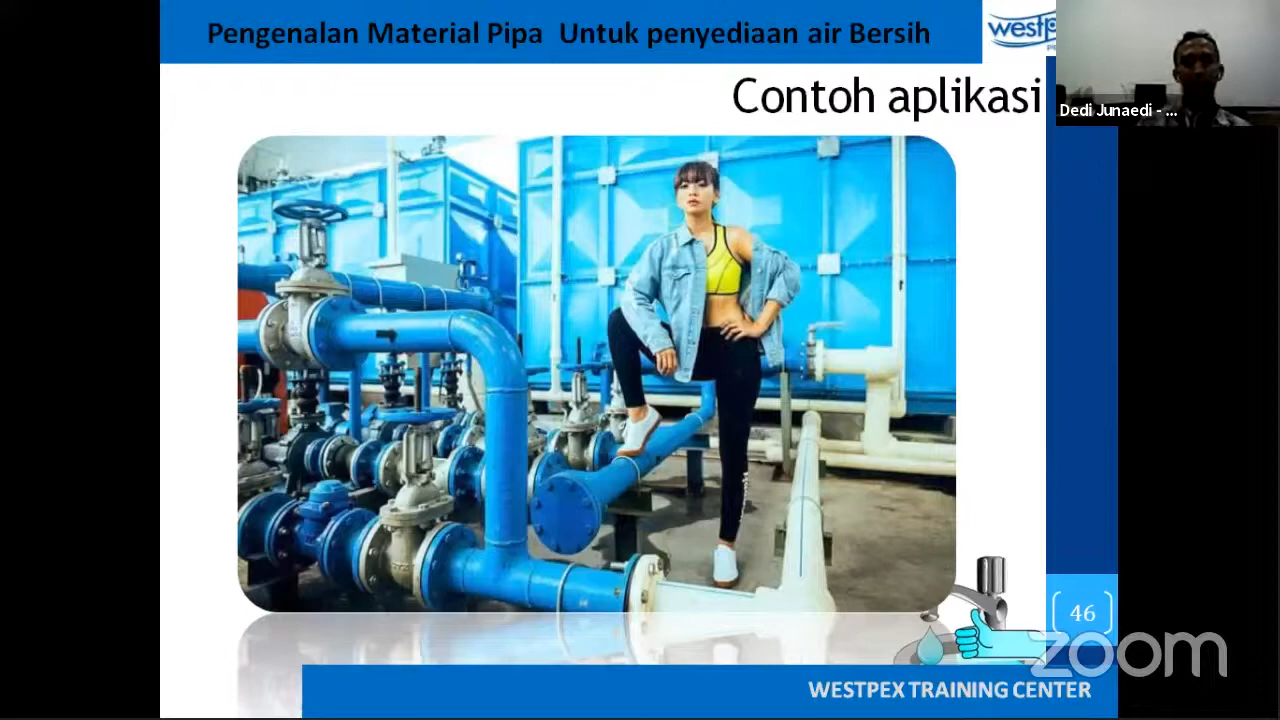 Pengenalan Material Pipa Untuk penyediaan air Bersih
westp
Contoh aplikasi
Dedi Junaedi - ...
46
zoom
WESTPEX TRAINING CENTER